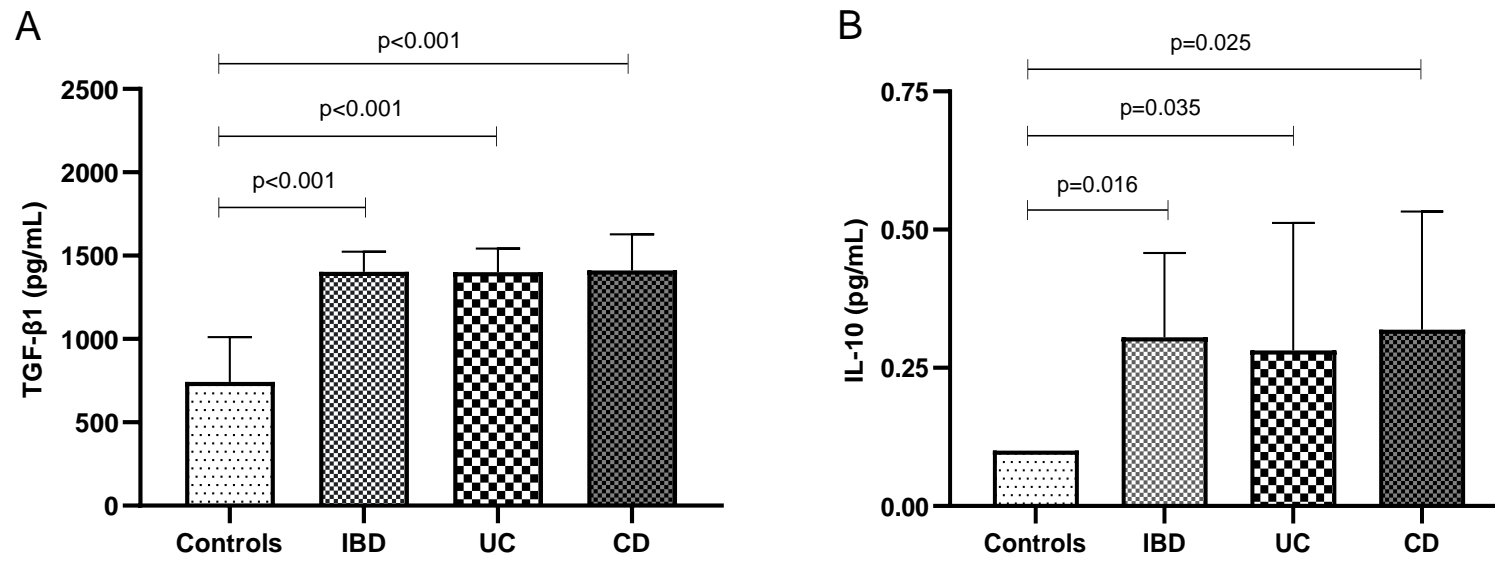 A
p<0.001
p<0.001
p<0.001
TGF-β1 (pg/mL)
2500
2000
1500
1000
500
0
Controls IBD UC CD
B
p=0.025
p=0.035
p=0.016
IL-10 (pg/mL)
0.75
0.50
0.25
0.00
Controls IBD UC CD